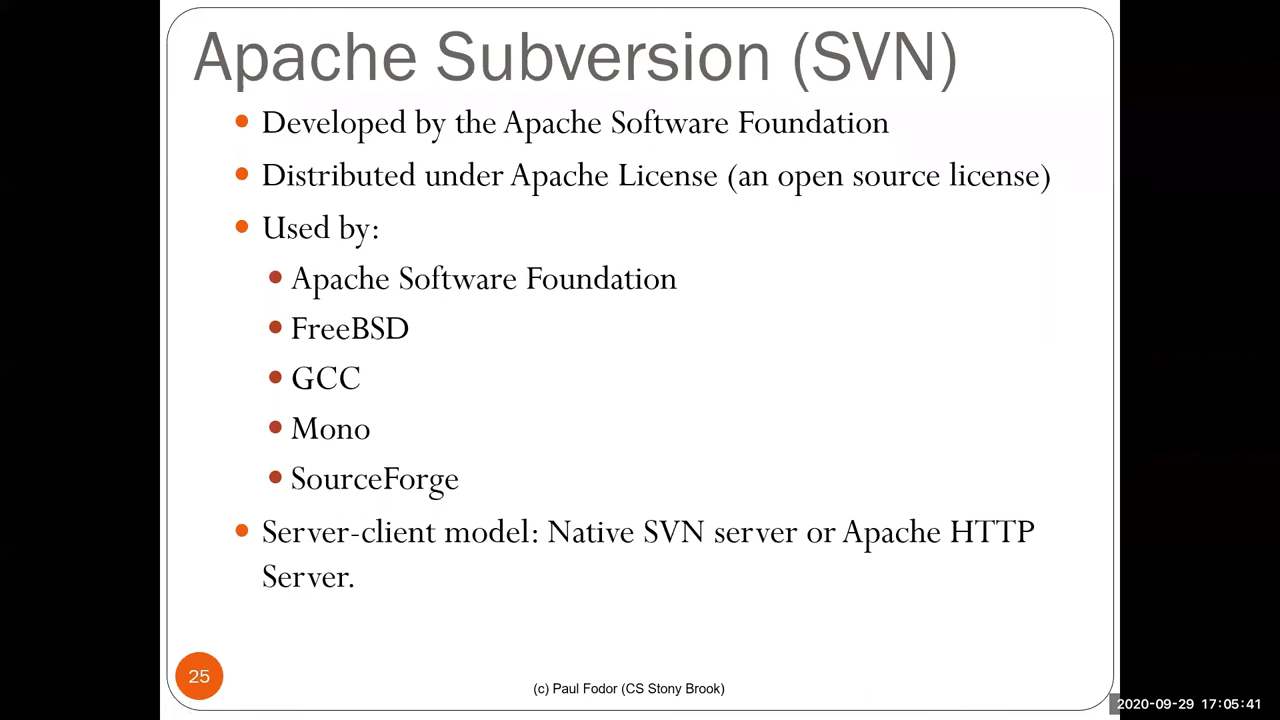 Apache Subversion (SVN)
Developed by the Apache Software Foundation
Distributed under Apache License (an open source license)
Used by:
Apache Software Foundation
FreeBSD
GCC
Mono
SourceForge
Server-client model: Native SVN server or Apache HTTP
Server.
25
(c) Paul Fodor (CS Stony Brook)
2020-09-29 17:05:41